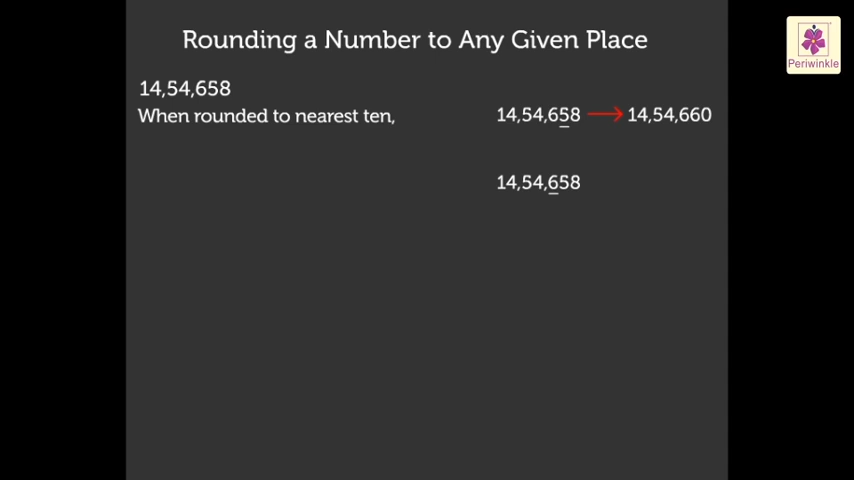 Rounding a Number to Any Given Place
Periwinkle
14,54,658
When rounded to nearest ten, 14,54,658 → 14,54,660
14,54,658